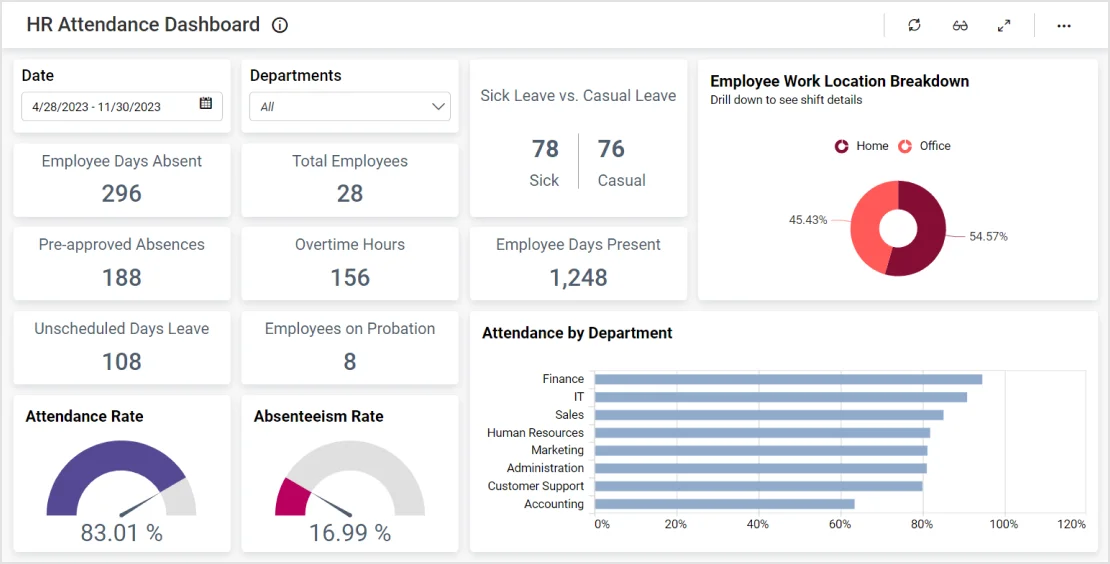 HR Attendance Dashboard
Date
4/28/2023 - 11/30/2023
Departments
All
Sick Leave vs. Casual Leave
78
Sick
76
Casual
Employee Work Location Breakdown
Drill down to see shift details
Home
Office
45.43%
54.57%
Employee Days Absent
296
Total Employees
28
Pre-approved Absences
188
Overtime Hours
156
Employee Days Present
1,248
Unscheduled Days Leave
108
Employees on Probation
8
Attendance Rate
83.01 %
Absenteeism Rate
16.99 %
Attendance by Department
Finance
IT
Sales
Human Resources
Marketing
Administration
Customer Support
Accounting
0% 20% 40% 60% 80% 100% 120%